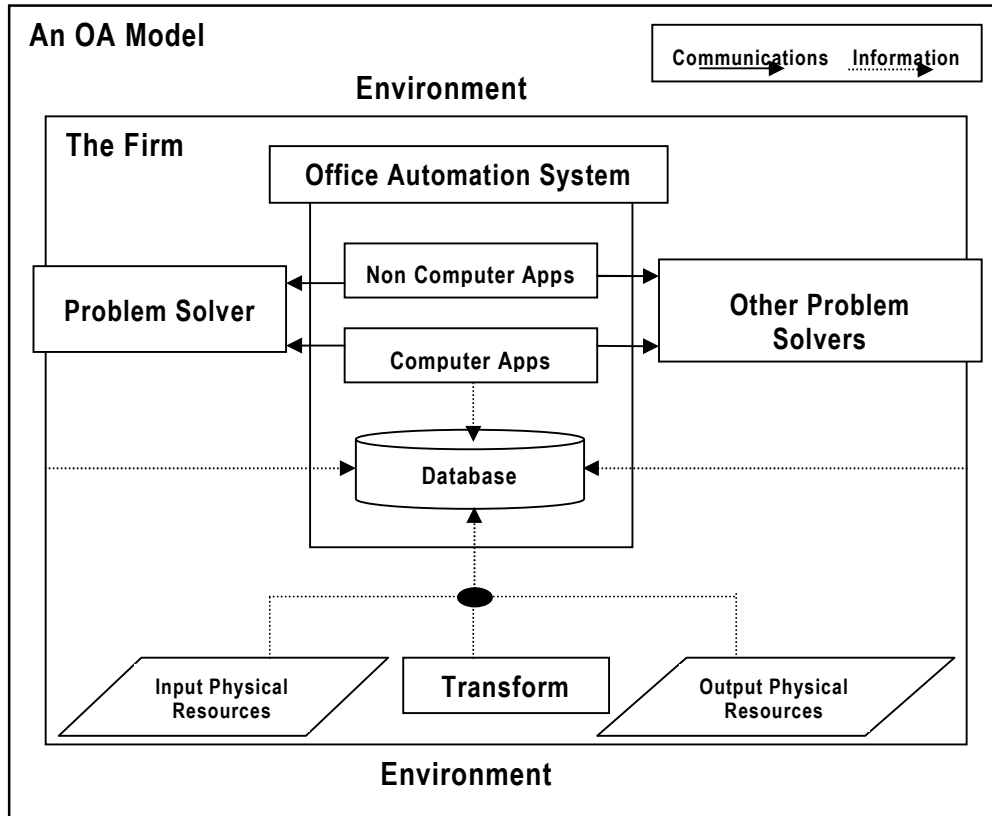 An OA Model
Communications Information
Environment
The Firm
Office Automation System
Non Computer Apps
Problem Solver
Other Problem
Solvers
Computer Apps
Database
Input Physical
Resources
Transform
Output Physical
Resources
Environment